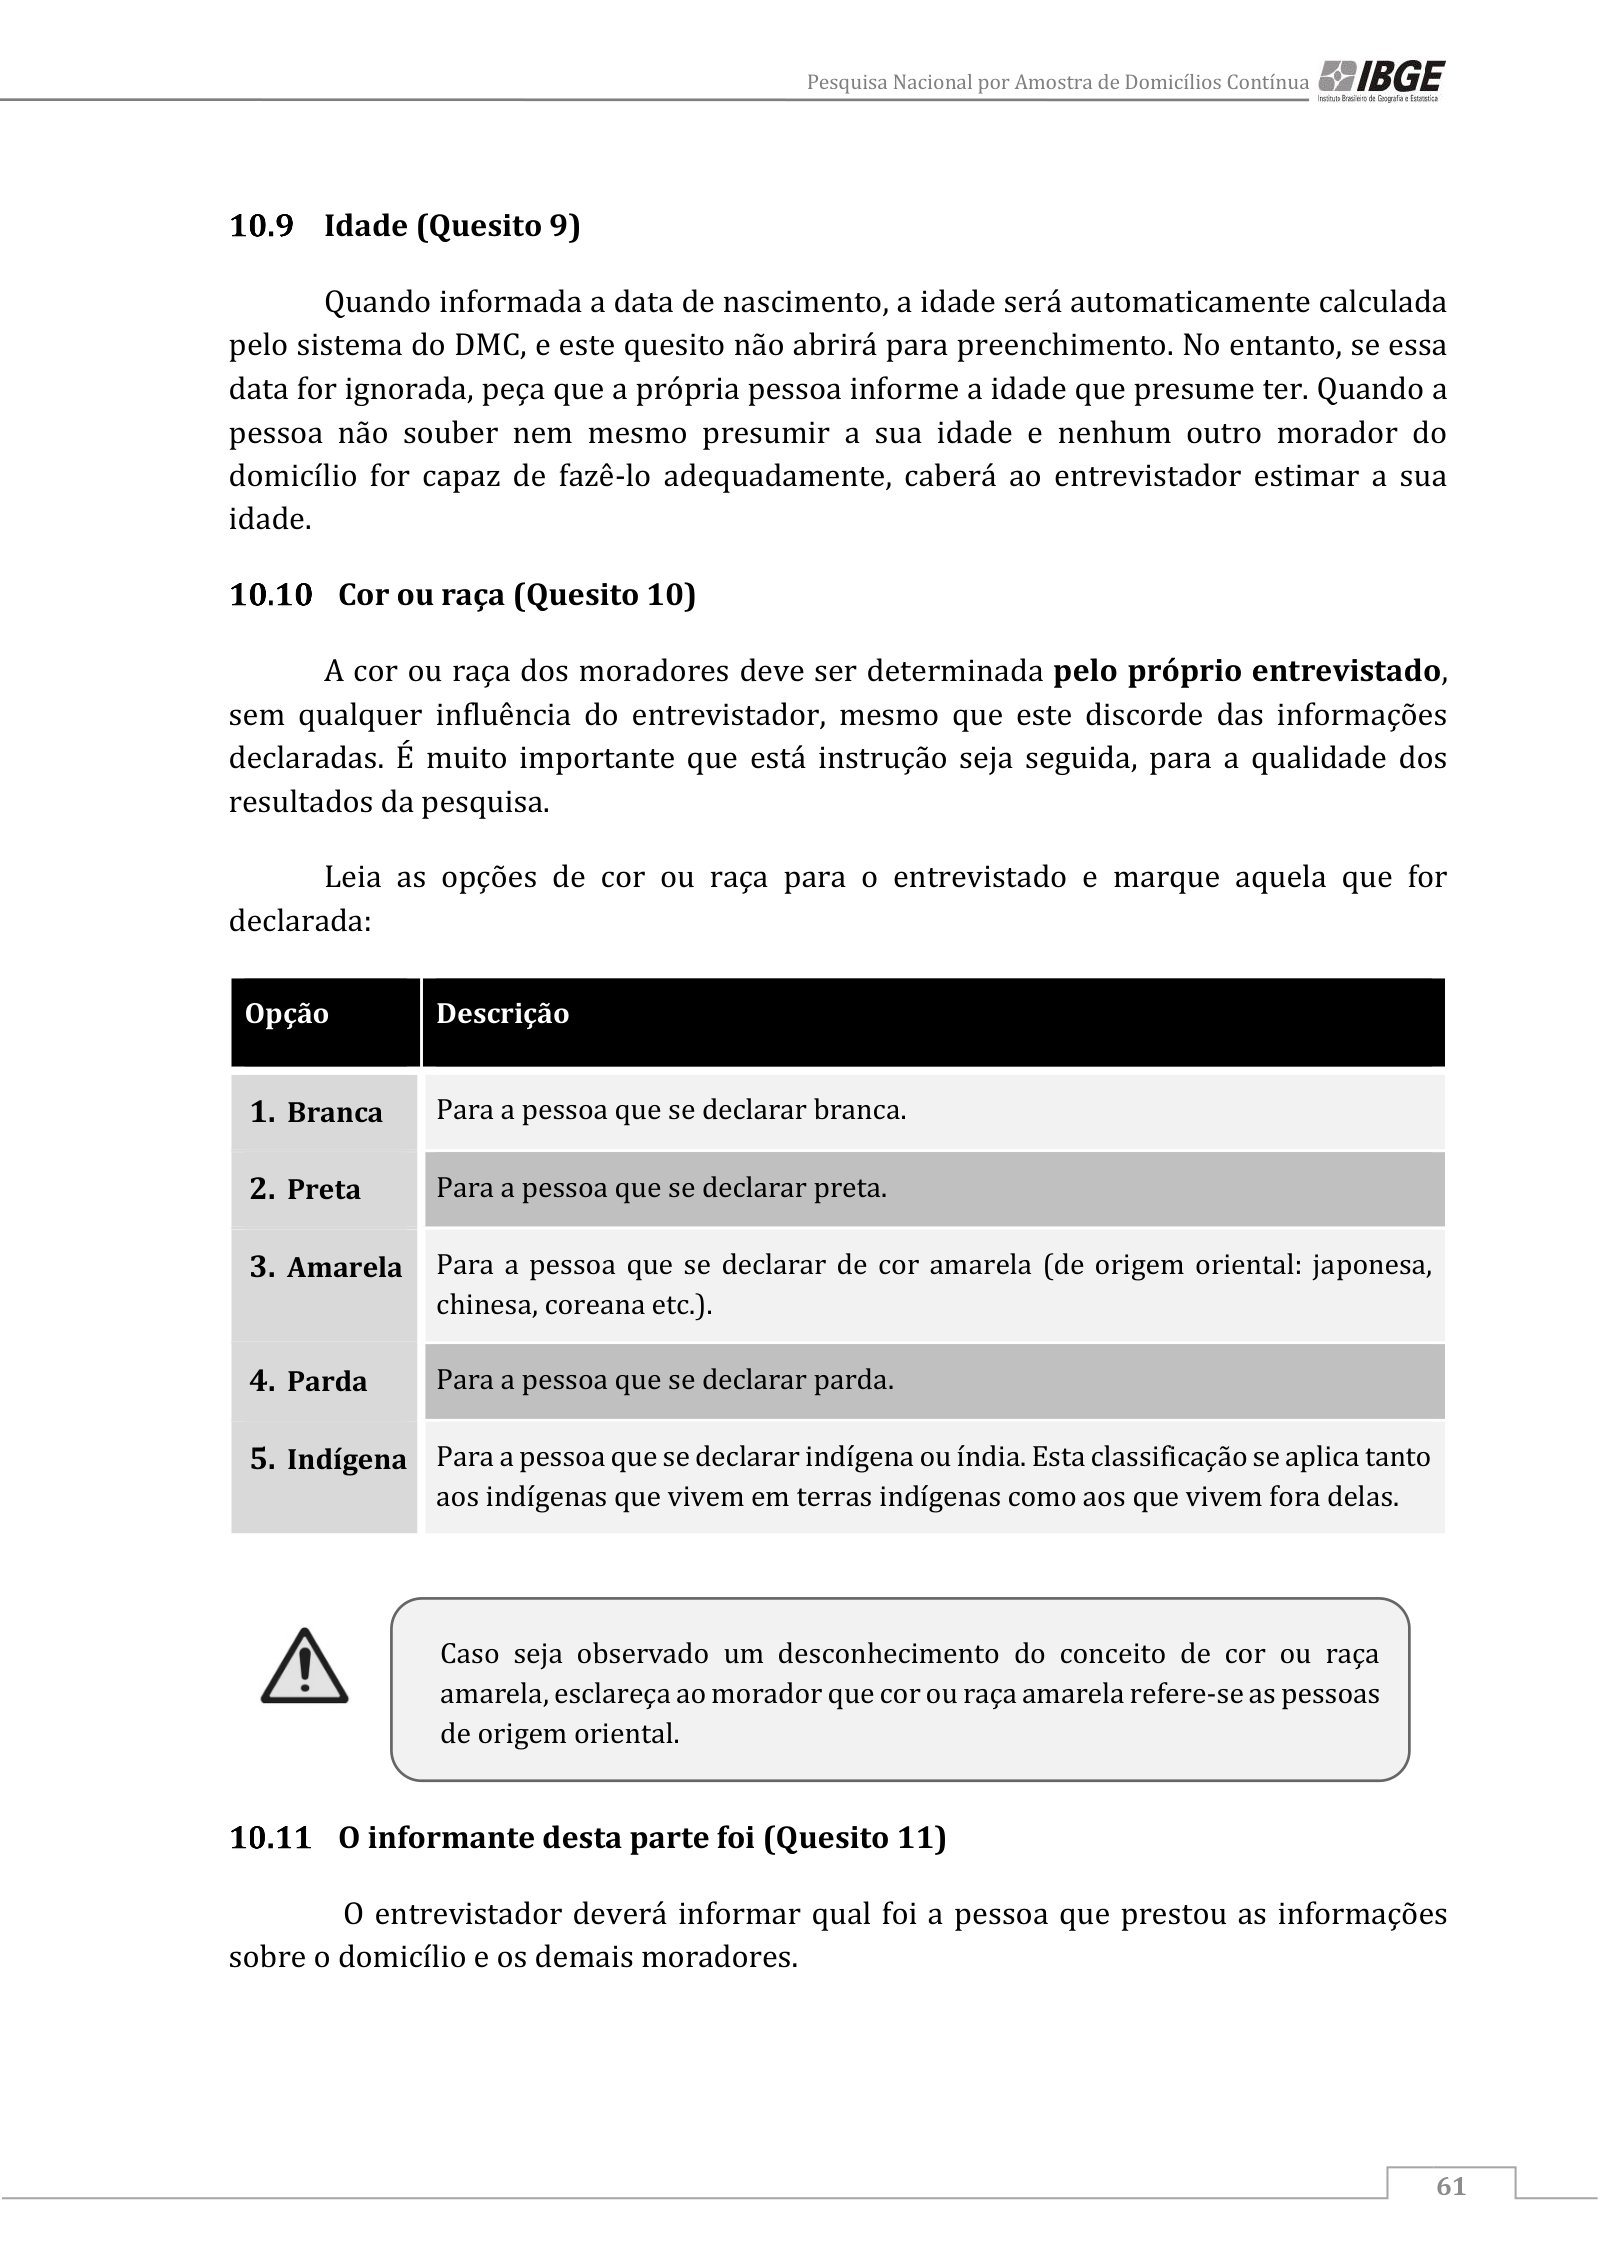 Pesquisa Nacional por Amostra de Domicílios Contínua
IBGE
Instituto Brasileiro de Geografia e Estatística
10.9 Idade (Quesito 9)
Quando informada a data de nascimento, a idade será automaticamente calculada
pelo sistema do DMC, e este quesito não abrirá para preenchimento. No entanto, se essa
data for ignorada, peça que a própria pessoa informe a idade que presume ter. Quando a
pessoa não souber nem mesmo presumir a sua idade e nenhum outro morador do
domicílio for capaz de fazê-lo adequadamente, caberá ao entrevistador estimar a sua
idade.
10.10 Cor ou raça (Quesito 10)
A cor ou raça dos moradores deve ser determinada pelo próprio entrevistado,
sem qualquer influência do entrevistador, mesmo que este discorde das informações
declaradas. É muito importante que está instrução seja seguida, para a qualidade dos
resultados da pesquisa.
Leia as opções de cor ou raça para o entrevistado e marque aquela que for
declarada:
Opção Descrição
1. Branca Para a pessoa que se declarar branca.
2. Preta Para a pessoa que se declarar preta.
3. Amarela Para a pessoa que se declarar de cor amarela (de origem oriental: japonesa,
chinesa, coreana etc.).
4. Parda Para a pessoa que se declarar parda.
5. Indígena Para a pessoa que se declarar indígena ou índia. Esta classificação se aplica tanto
aos indígenas que vivem em terras indígenas como aos que vivem fora delas.
Caso seja observado um desconhecimento do conceito de cor ou raça
amarela, esclareça ao morador que cor ou raça amarela refere-se as pessoas
de origem oriental.
10.11 O informante desta parte foi (Quesito 11)
O entrevistador deverá informar qual foi a pessoa que prestou as informações
sobre o domicílio e os demais moradores.
61